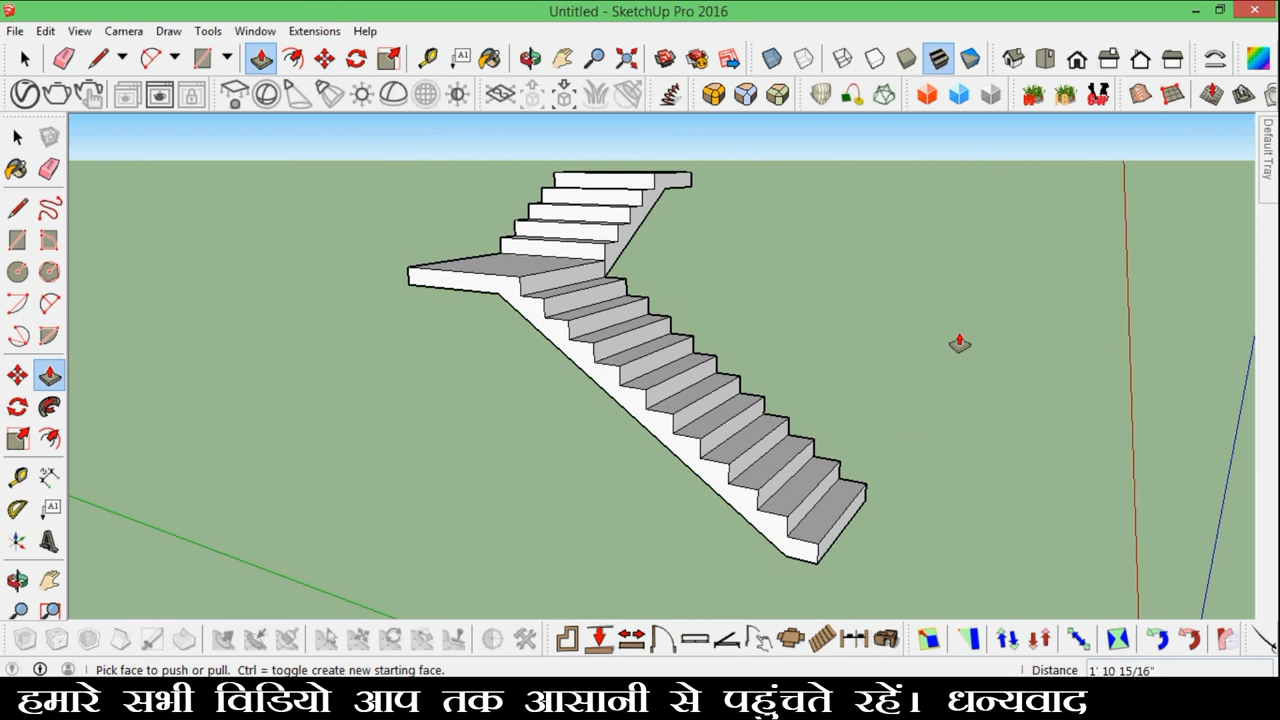 Untitled - SketchUp Pro 2016
File Edit View Camera Draw Tools Window Extensions Help
A1
Default Tray
A1
Pick face to push or pull. Ctrl = toggle create new starting face.
Distance 1' 10 15/16"
हमारे सभी विडियो आप तक आसानी से पहुंचते रहें। धन्यवाद